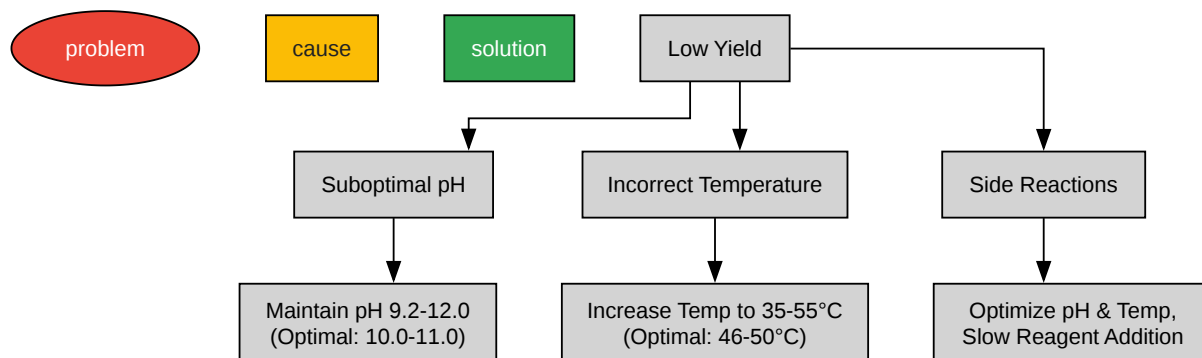 problem
cause
solution
Low Yield
Suboptimal pH
Incorrect Temperature
Side Reactions
Maintain pH 9.2-12.0
(Optimal: 10.0-11.0)
Increase Temp to 35-55°C
(Optimal: 46-50°C)
Optimize pH & Temp,
Slow Reagent Addition